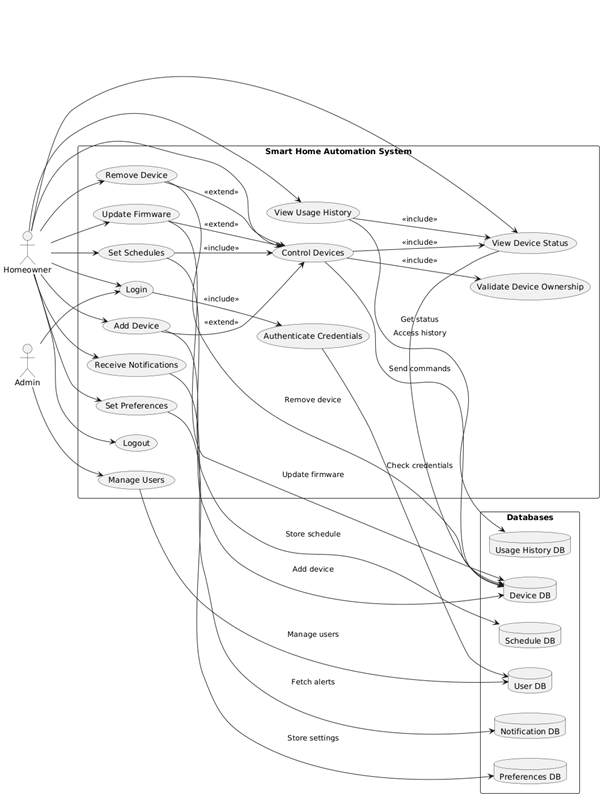 Smart Home Automation System
Remove Device
Update Firmware
«extend»
View Usage History
«extend»
«include»
Set Schedules
«include»
Control Devices
«include»
View Device Status
Homeowner
«include»
Login
Validate Device Ownership
«include»
Add Device
«extend»
Authenticate Credentials
Get status
Access history
Receive Notifications
Admin
Send commands
Set Preferences
Remove device
Logout
Check credentials
Manage Users
Update firmware
Databases
Store schedule
Usage History DB
Add device
Device DB
Manage users
Schedule DB
Fetch alerts
User DB
Notification DB
Store settings
Preferences DB